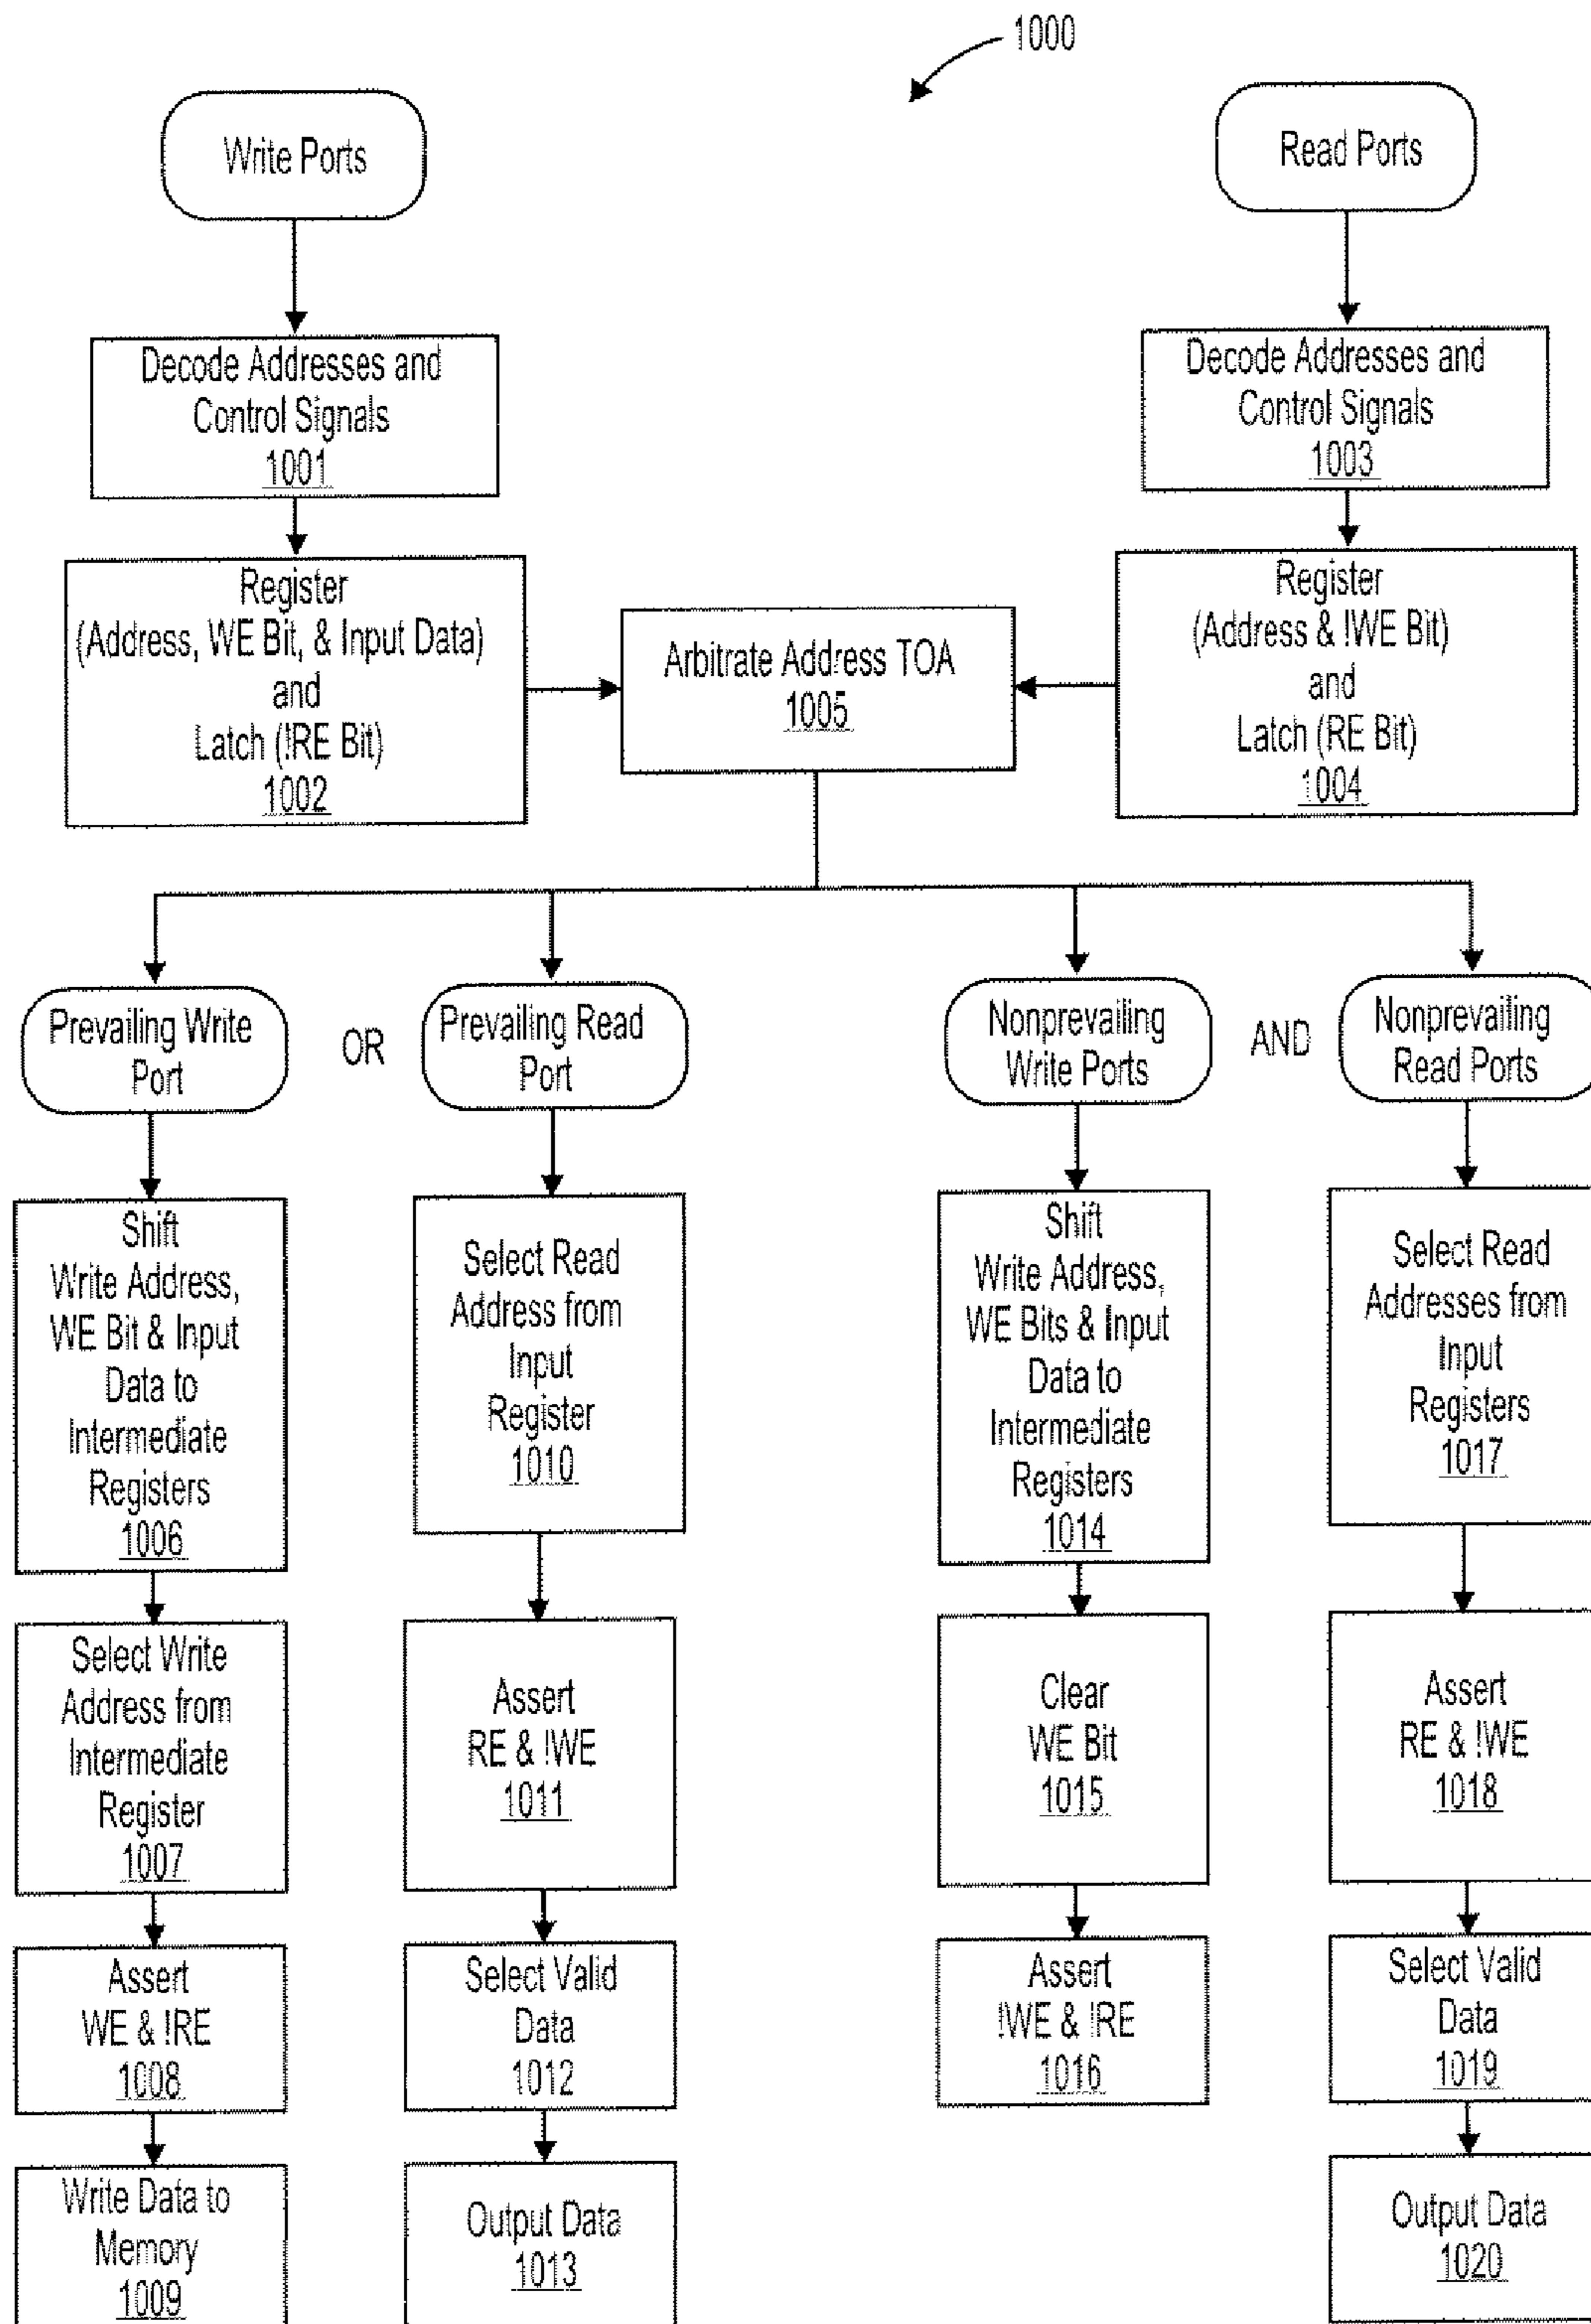 1000
Write Ports
Read Ports
Decode Addresses and
Control Signals
1001
Decode Addresses and
Control Signals
1003
Register
(Address, WE Bit, & Input Data)
and
Latch (!RE Bit)
1002
Arbitrate Address TOA
1005
Register
(Address & !WE Bit)
and
Latch (RE Bit)
1004
Prevailing Write
Port
OR
Prevailing Read
Port
Nonprevailing
Write Ports
AND
Nonprevailing
Read Ports
Shift
Write Address,
WE Bit & Input
Data to
Intermediate
Registers
1006
Select Read
Address from
Input
Register
1010
Shift
Write Address,
WE Bits & Input
Data to
Intermediate
Registers
1014
Select Read
Addresses from
Input
Registers
1017
Select Write
Address from
Intermediate
Register
1007
Assert
RE & !WE
1011
Clear
WE Bit
1015
Assert
RE & !WE
1018
Assert
WE & !RE
1008
Select Valid
Data
1012
Assert
!WE & !RE
1016
Select Valid
Data
1019
Write Data to
Memory
1009
Output Data
1013
Output Data
1020